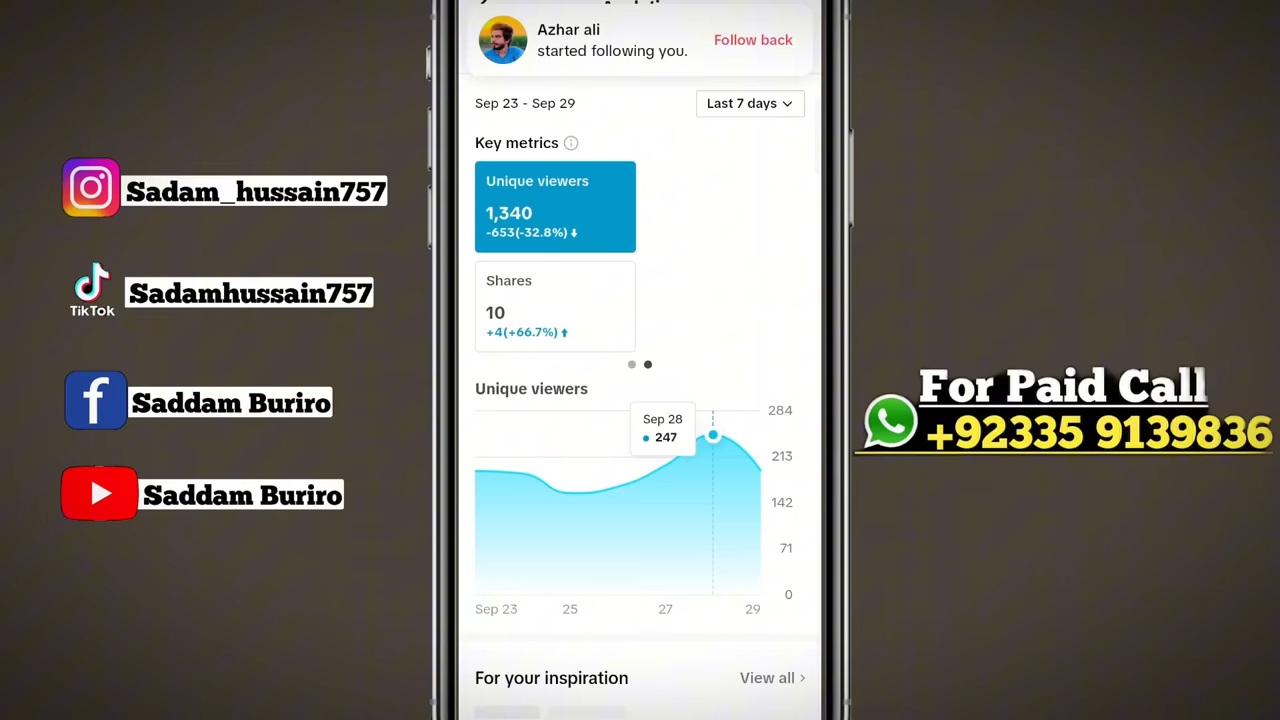 Azhar ali
started following you.
Follow back
Sep 23 - Sep 29
Last 7 days
Key metrics
Unique viewers
1,340
-653(-32.8%)
Shares
10
+4(+66.7%)
Unique viewers
Sep 28
247
284
213
142
71
0
Sep 23
25
27
29
For your inspiration
View all
Sadam_hussain757
TikTok
Sadamhussain757
Saddam Buriro
Saddam Buriro
For Paid Call
+92335 9139836